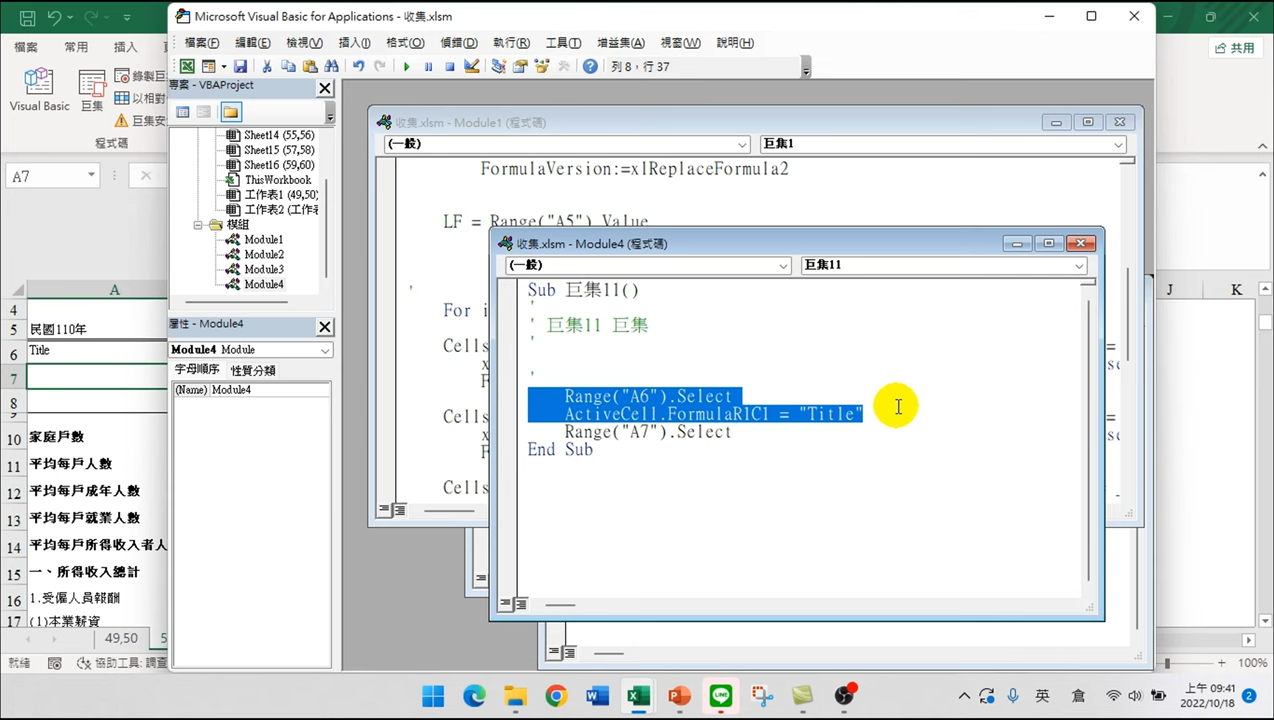 Microsoft Visual Basic for Applications - 收集.xlsm
檔案(F) 編輯(E) 檢視(V) 插入(I) 格式(O) 偵錯(D) 執行(R) 工具(T) 增益集(A) 視窗(W) 說明(H)
列 8，行 37
檔案 常用 插入
共用
Visual Basic
巨集
錄製巨
以相對
巨集安
程式碼
A7
A
J K
4
5 民國110年
6 Title
7
8
9
10 家庭戶數
11 平均每戶人數
12 平均每戶成年人數
13 平均每戶就業人數
14 平均每戶所得收入者人
15 一、所得收入總計
16 1.受僱人員報酬
17 (1)本業薪資
49,50 5
就緒 協助工具: 調查
100%
專案 - VBAProject
Sheet14 (55,56)
Sheet15 (57,58)
Sheet16 (59,60)
ThisWorkbook
工作表1 (49,50)
工作表2 (工作表
模組
Module1
Module2
Module3
Module4
屬性 - Module4
Module4 Module
字母順序 性質分類
(Name) Module4
收集.xlsm - Module1 (程式碼)
(一般) 巨集1
FormulaVersion:=xlReplaceFormula2
LF = Range("A5").Value
'
For i
Cells
x
F
Cells
x
F
Cells
收集.xlsm - Module4 (程式碼)
(一般) 巨集11
Sub 巨集11()
'
' 巨集11 巨集
'
'
Range("A6").Select
ActiveCell.FormulaR1C1 = "Title"
Range("A7").Select
End Sub
英
上午 09:41
2022/10/18
2